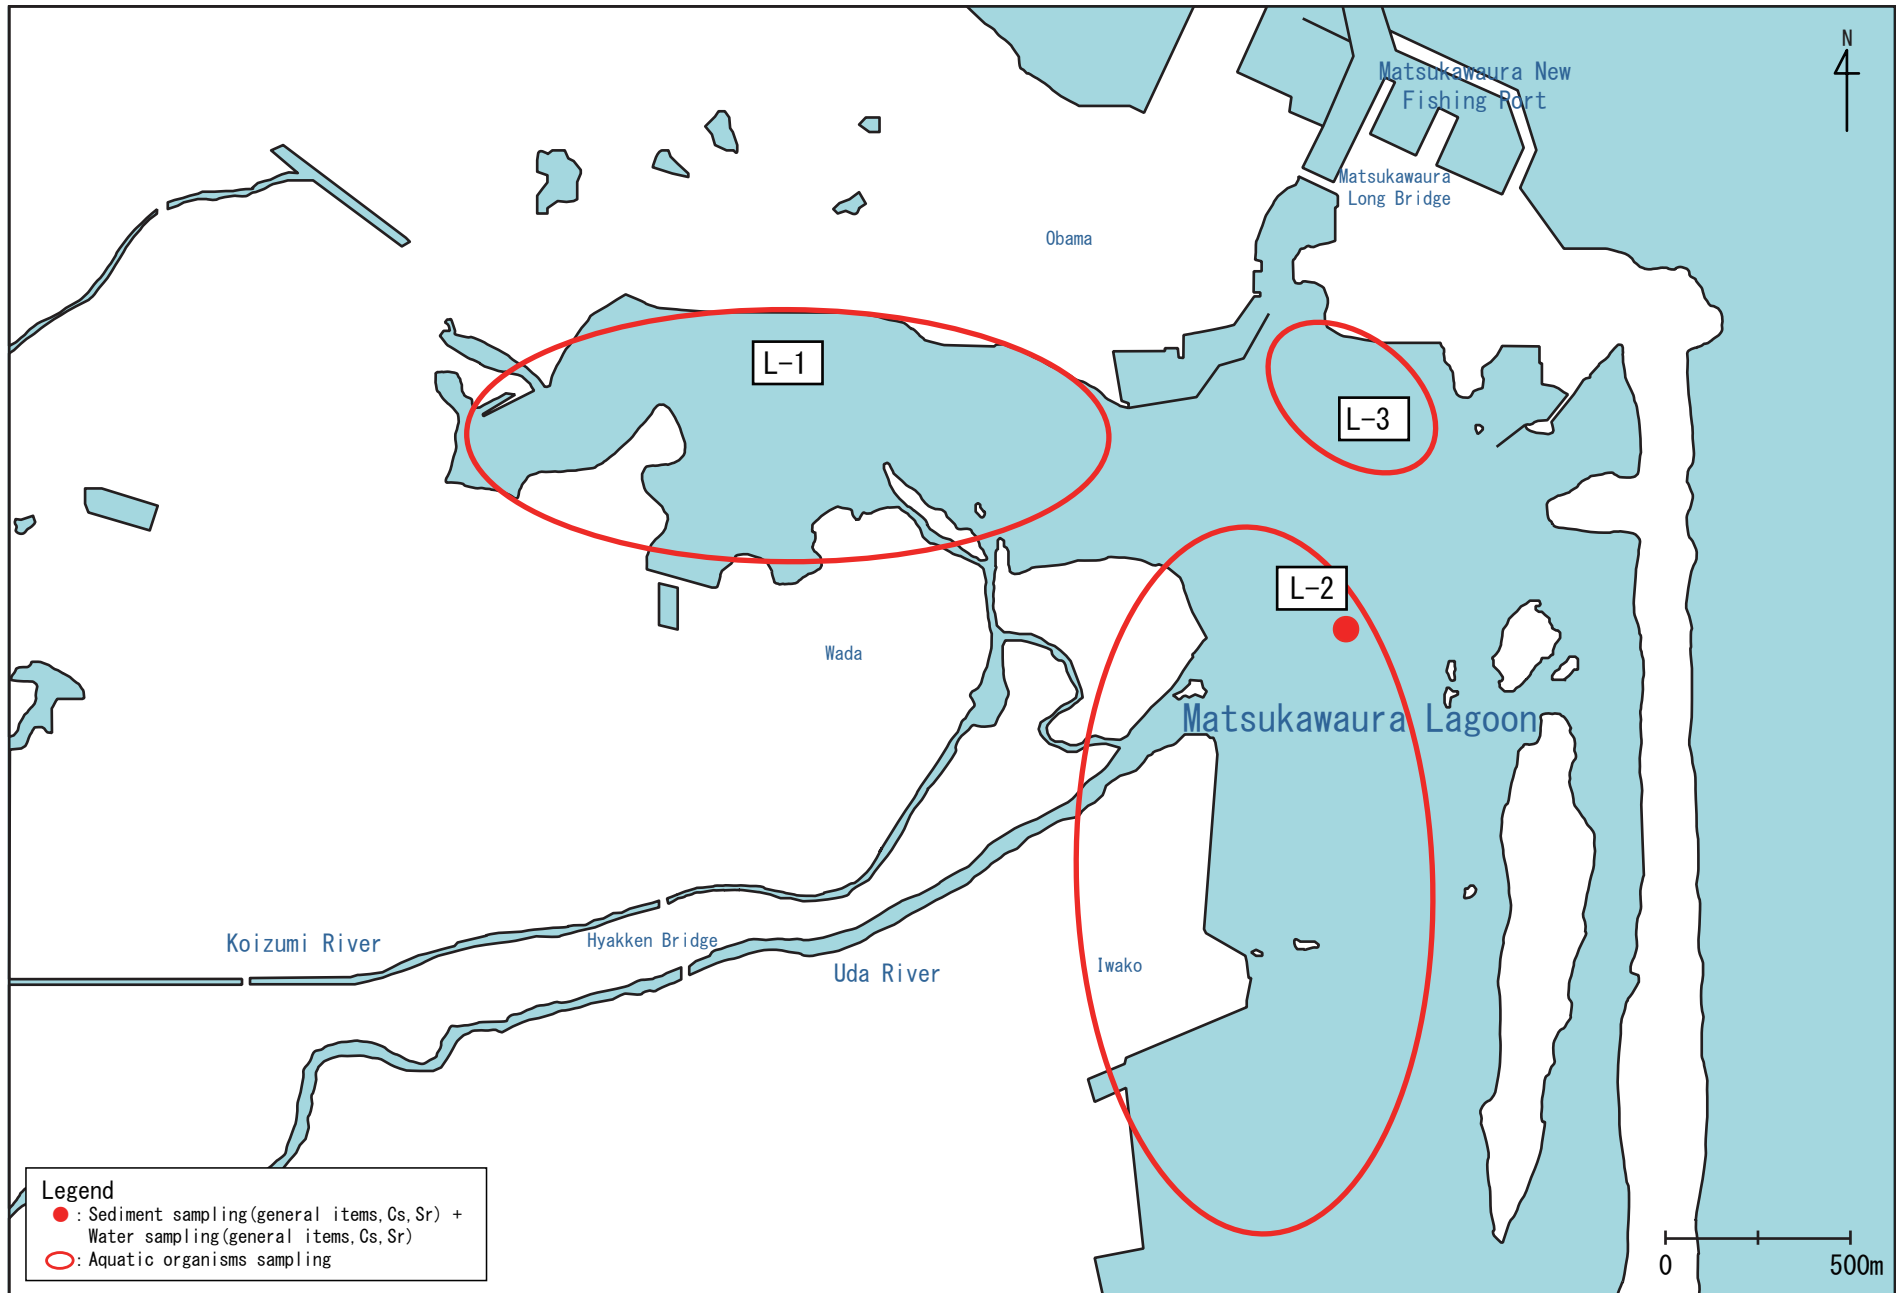 N
Matsukawaura New
Fishing Port
Matsukawaura
Long Bridge
Obama
L-1
L-3
L-2
Wada
Matsukawaura Lagoon
Koizumi River
Hyakken Bridge
Uda River
Iwako
Legend
: Sediment sampling(general items,Cs,Sr) +
Water sampling(general items,Cs,Sr)
: Aquatic organisms sampling
0 500m